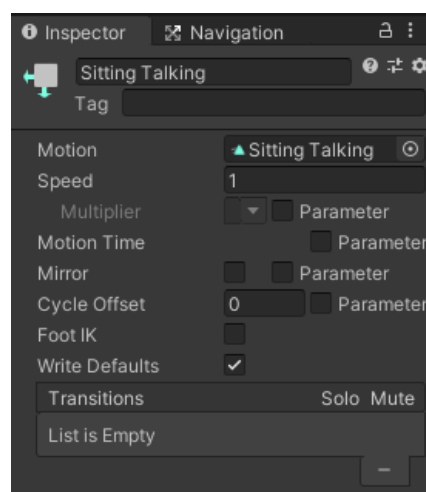 Inspector Navigation
Sitting Talking
Tag
Motion Sitting Talking
Speed 1
Multiplier Parameter
Motion Time Parameter
Mirror Parameter
Cycle Offset 0 Parameter
Foot IK
Write Defaults
Transitions Solo Mute
List is Empty